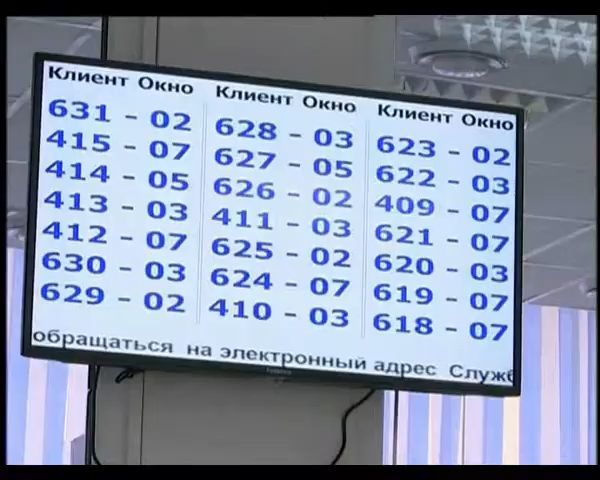 Клиент Окно Клиент Окно Клиент Окно
631 - 02 628 - 03 623 - 02
415 - 07 627 - 05 622 - 03
414 - 05 626 - 02 409 - 07
413 - 03 411 - 03 621 - 07
412 - 07 625 - 02 620 - 03
630 - 03 624 - 07 619 - 07
629 - 02 410 - 03 618 - 07
обращаться на электронный адрес Служб